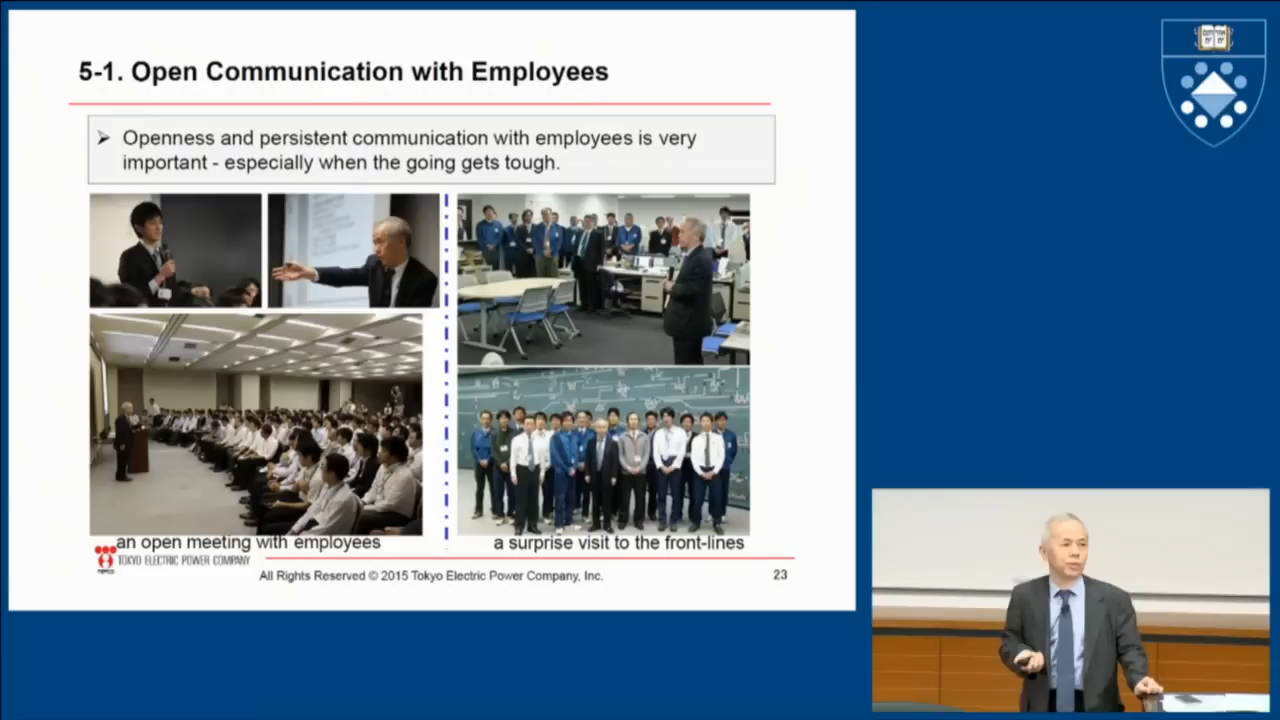 5-1. Open Communication with Employees
➢ Openness and persistent communication with employees is very
important - especially when the going gets tough.
an open meeting with employees
a surprise visit to the front-lines
TEPCO
TOKYO ELECTRIC POWER COMPANY
All Rights Reserved © 2015 Tokyo Electric Power Company, Inc.
23